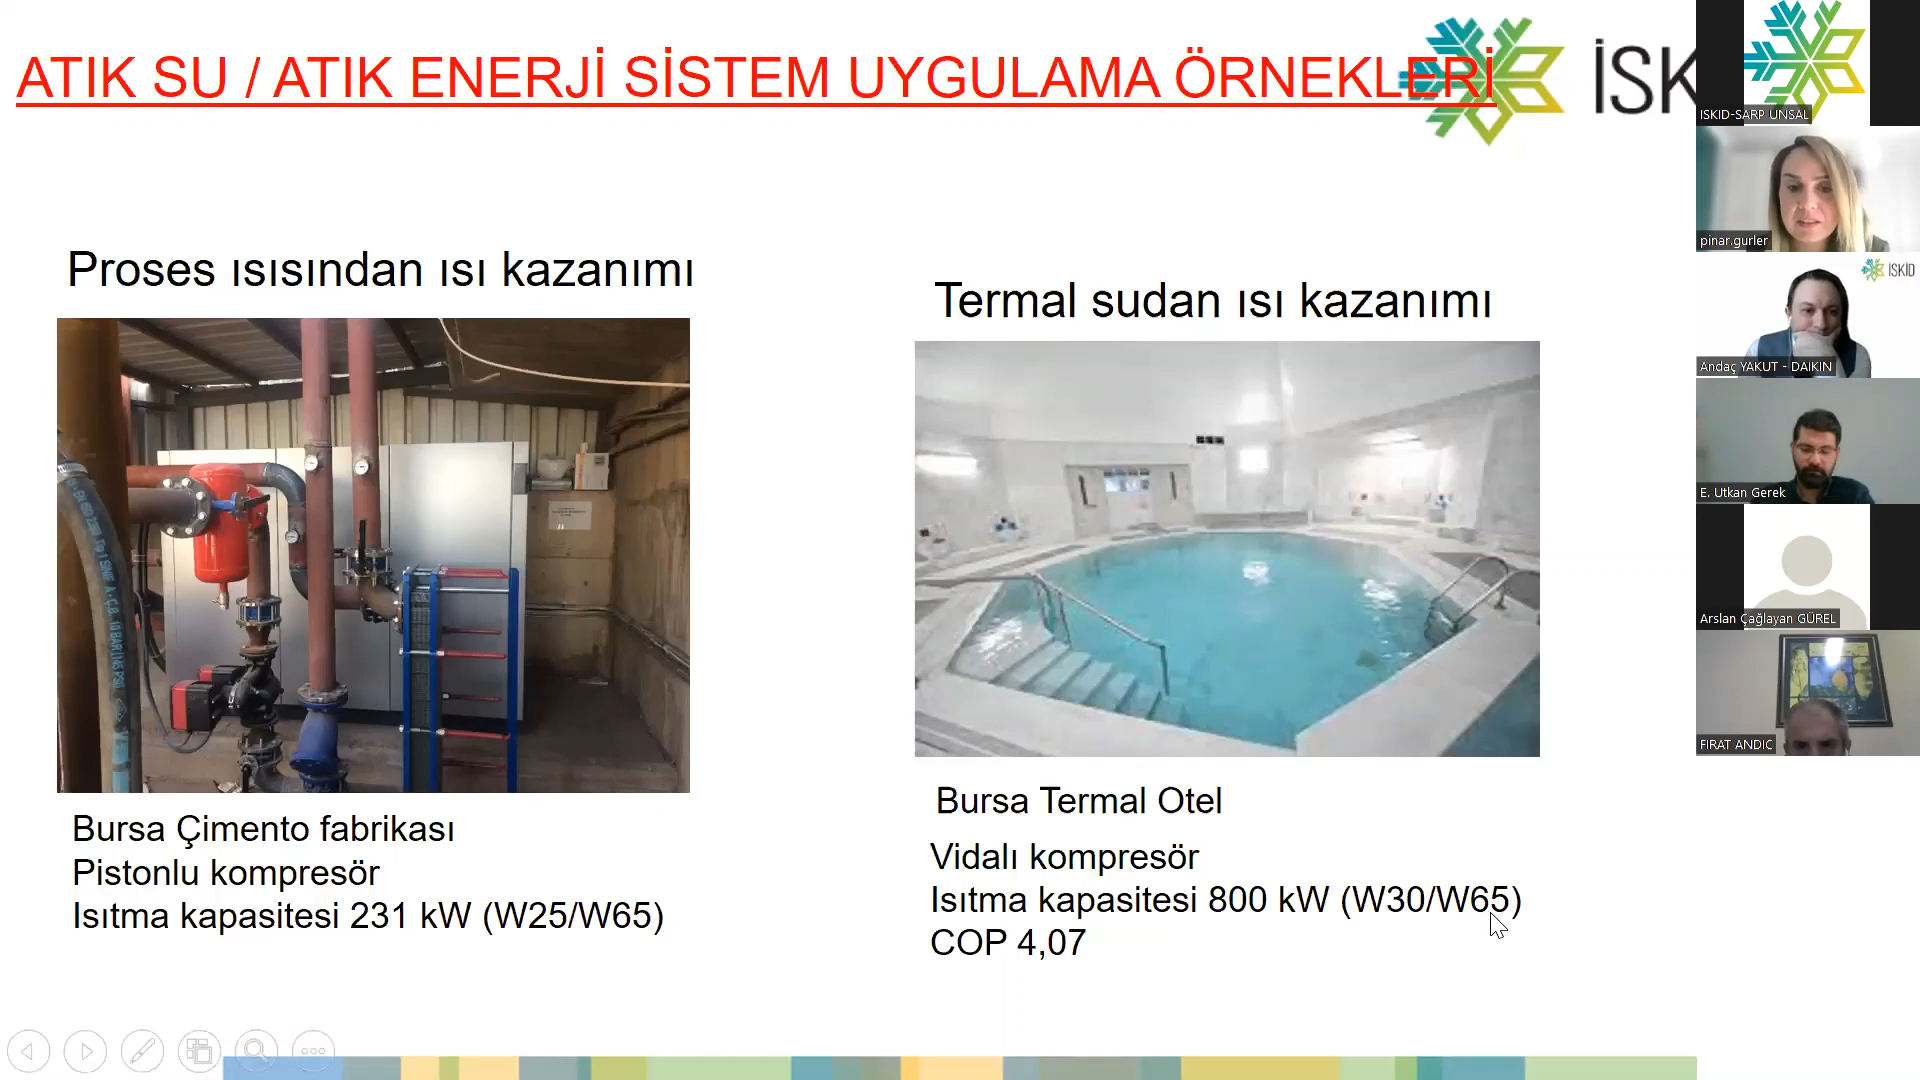 ATIK SU / ATIK ENERJİ SİSTEM UYGULAMA ÖRNEKLERİ
İSK
Proses ısısından ısı kazanımı
Termal sudan ısı kazanımı
Bursa Çimento fabrikası
Pistonlu kompresör
Isıtma kapasitesi 231 kW (W25/W65)
Bursa Termal Otel
Vidalı kompresör
Isıtma kapasitesi 800 kW (W30/W65)
COP 4,07
ISKID-SARP UNSAL
pinar.gurler
İSKİD
Andaç YAKUT - DAIKIN
E. Utkan Gerek
Arslan Çağlayan GÜREL
FIRAT ANDIC